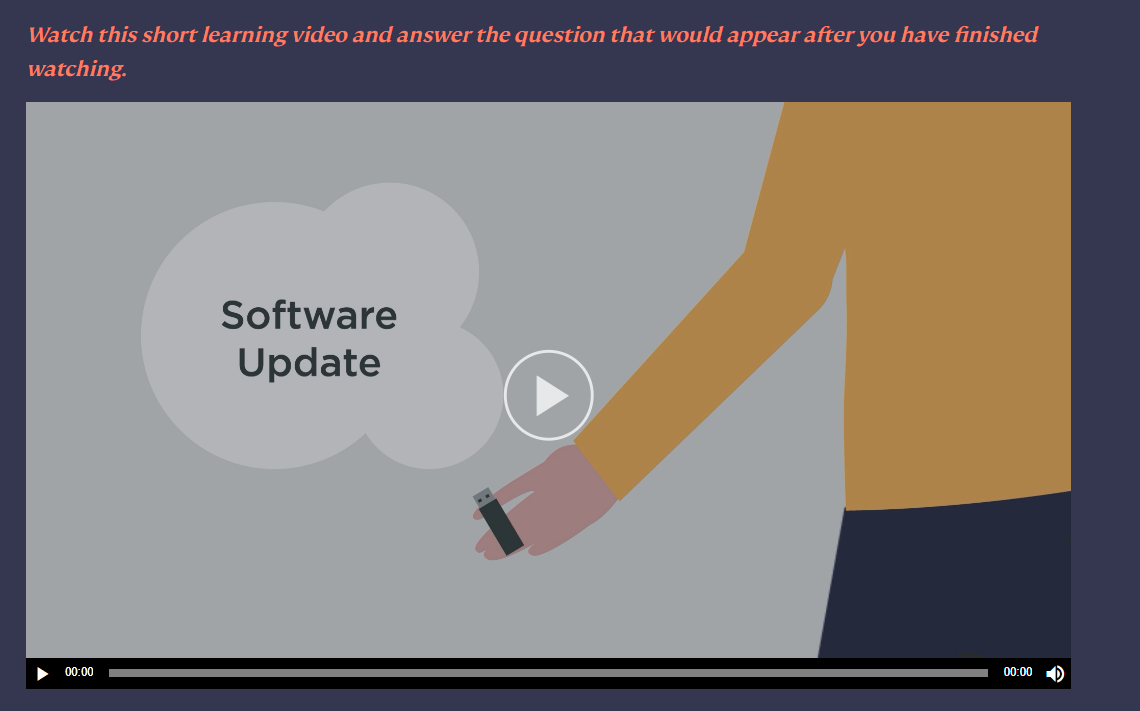 Watch this short learning video and answer the question that would appear after you have finished
watching.
Software
Update
00:00
00:00